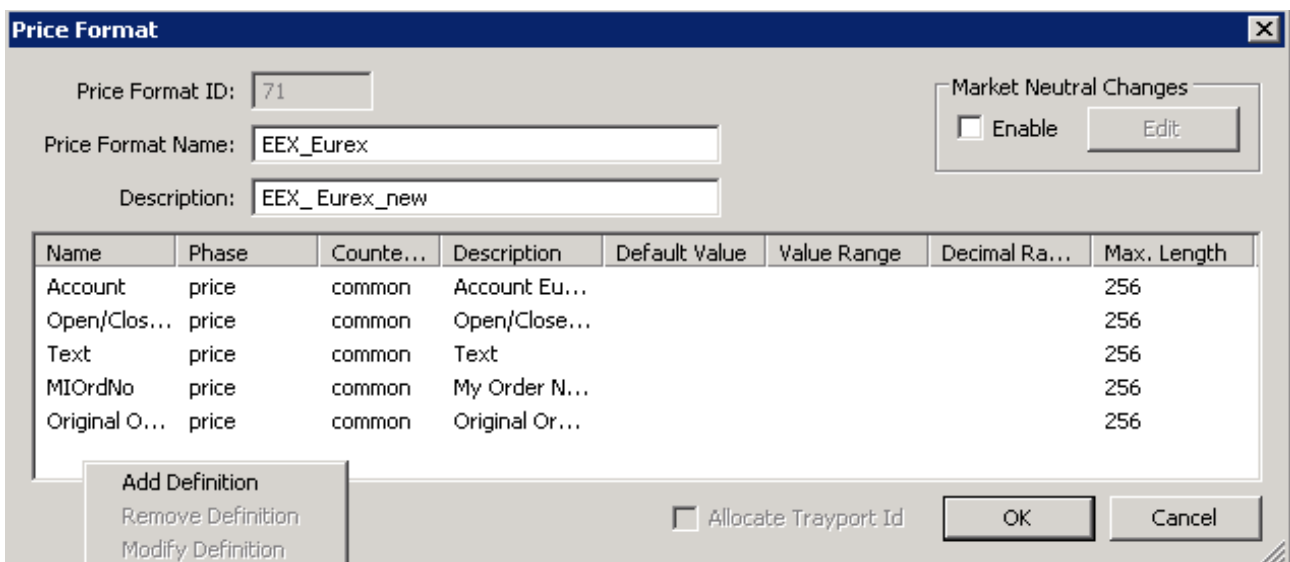 Price Format
Price Format ID: 71
Market Neutral Changes
Enable Edit
Price Format Name: EEX_Eurex
Description: EEX_ Eurex_new
Name Phase Counte... Description Default Value Value Range Decimal Ra... Max. Length
Account price common Account Eu... 256
Open/Clos... price common Open/Close... 256
Text price common Text 256
MIOrdNo price common My Order N... 256
Original O... price common Original Or... 256
Add Definition
Remove Definition
Modify Definition
Allocate Trayport Id OK Cancel